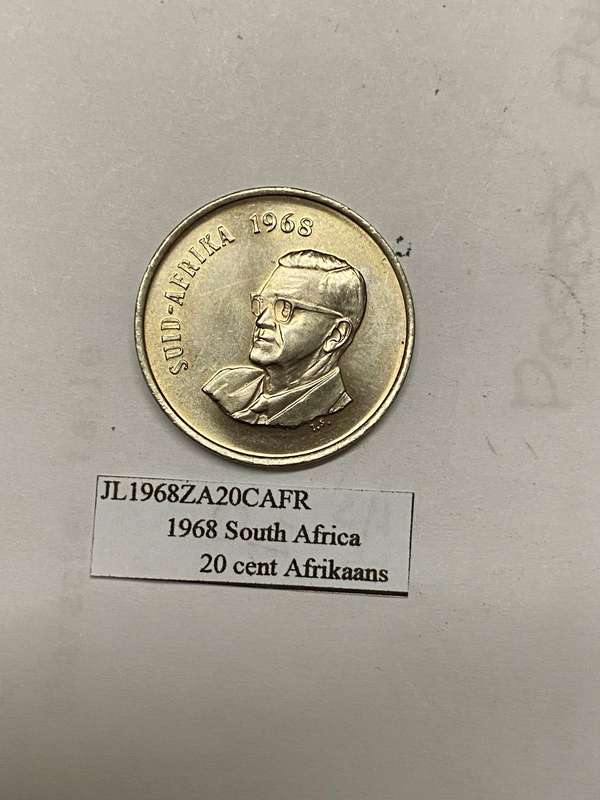 SUID-AFRIKA 1968
JL1968ZA20CAFR
1968 South Africa
20 cent Afrikaans